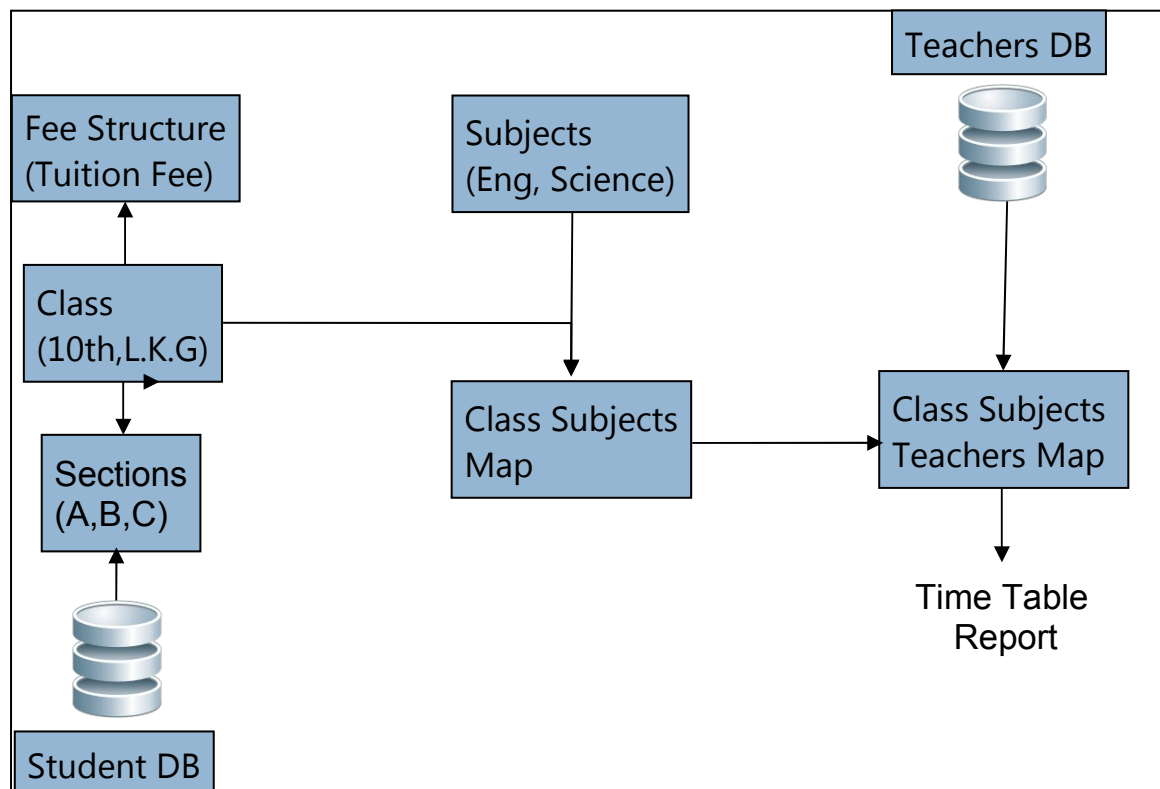 Teachers DB
Fee Structure
(Tuition Fee)
Subjects
(Eng, Science)
Class
(10th,L.K.G)
Class Subjects
Map
Class Subjects
Teachers Map
Sections
(A,B,C)
Time Table
Report
Student DB